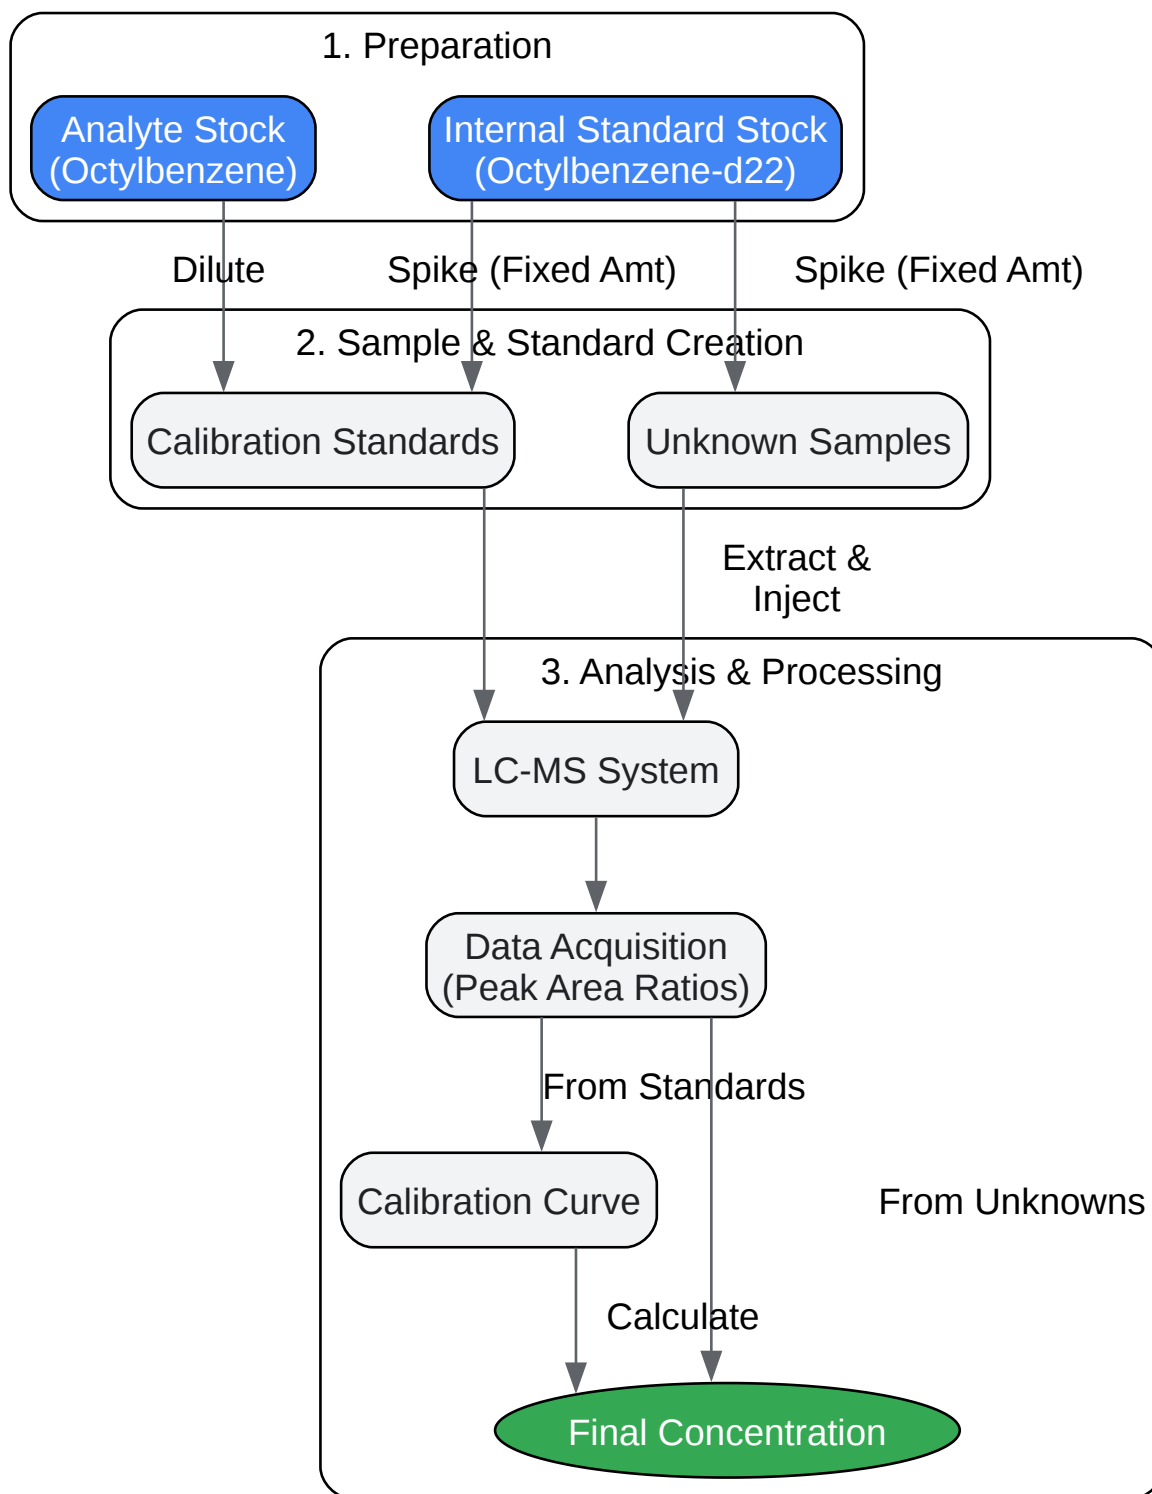 1. Preparation
Analyte Stock
(Octylbenzene)
Internal Standard Stock
(Octylbenzene-d22)
Dilute
Spike (Fixed Amt)
Spike (Fixed Amt)
2. Sample & Standard Creation
Calibration Standards
Unknown Samples
Extract &
Inject
3. Analysis & Processing
LC-MS System
Data Acquisition
(Peak Area Ratios)
From Standards
Calibration Curve
From Unknowns
Calculate
Final Concentration